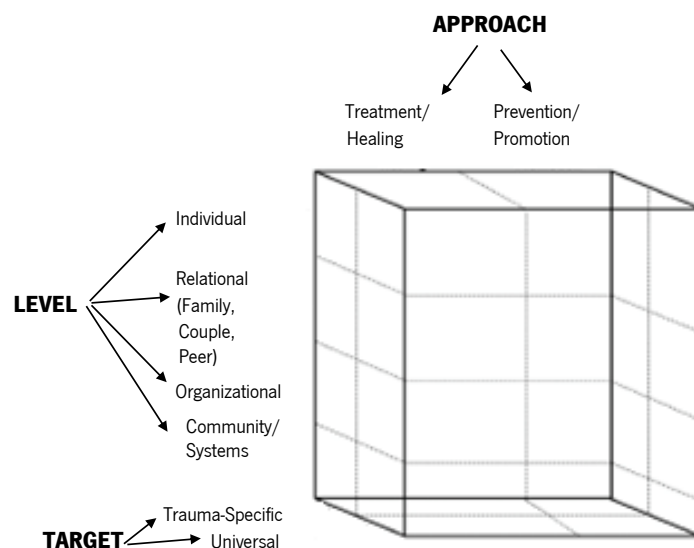 APPROACH
Treatment/
Healing
Prevention/
Promotion
LEVEL
Individual
Relational
(Family,
Couple,
Peer)
Organizational
Community/
Systems
TARGET
Trauma-Specific
Universal